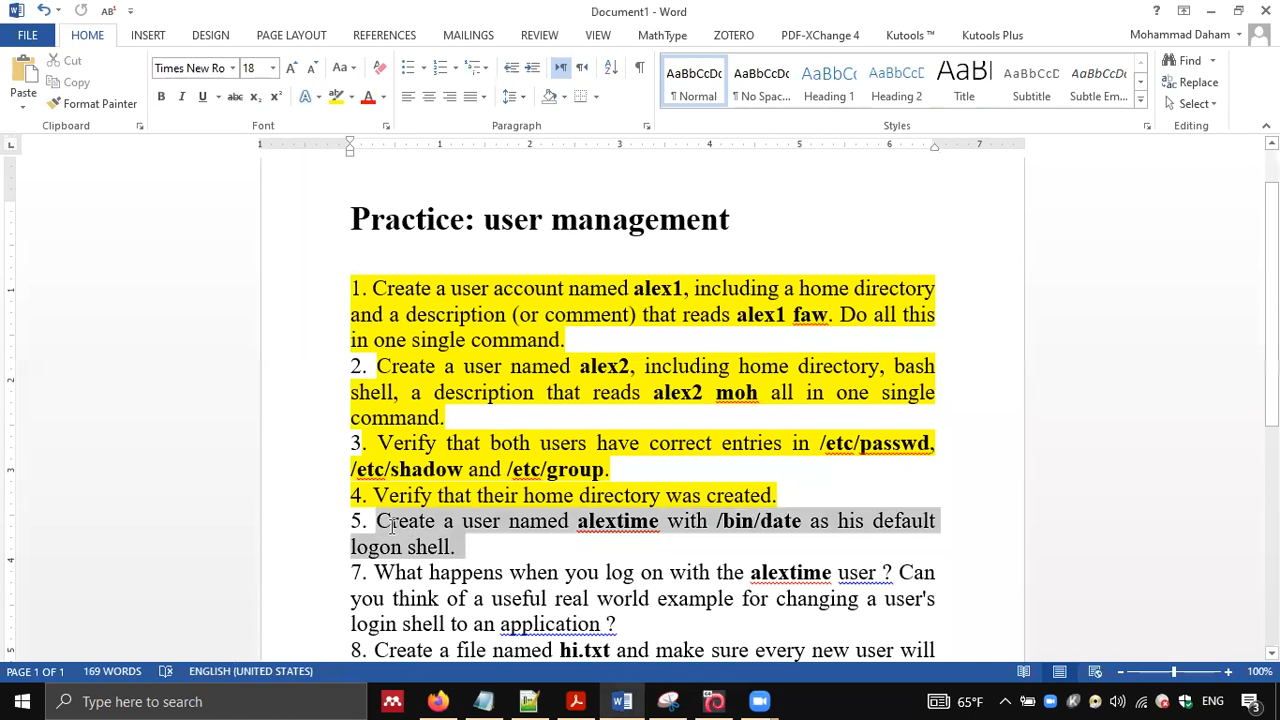 Document1 - Word
FILE HOME INSERT DESIGN PAGE LAYOUT REFERENCES MAILINGS REVIEW VIEW MathType ZOTERO PDF-XChange 4 Kutools ™ Kutools Plus Mohammad Daham
Paste Cut Copy Format Painter
Times New Ro 18
AaBbCcDc AaBbCcDc AaBbCc AaBbCcC AaBl AaBbCcC AaBbCcDc
¶ Normal ¶ No Spac... Heading 1 Heading 2 Title Subtitle Subtle Em...
Find Replace Select
Clipboard Font Paragraph Styles Editing
1 1 2 3 4 5 6 7
Practice: user management
1. Create a user account named alex1, including a home directory
and a description (or comment) that reads alex1 faw. Do all this
in one single command.
2. Create a user named alex2, including home directory, bash
shell, a description that reads alex2 moh all in one single
command.
3. Verify that both users have correct entries in /etc/passwd,
/etc/shadow and /etc/group.
4. Verify that their home directory was created.
5. Create a user named alextime with /bin/date as his default
logon shell.
7. What happens when you log on with the alextime user ? Can
you think of a useful real world example for changing a user's
login shell to an application ?
8. Create a file named hi.txt and make sure every new user will
PAGE 1 OF 1 169 WORDS ENGLISH (UNITED STATES) 100%
Type here to search 65°F ENG 3